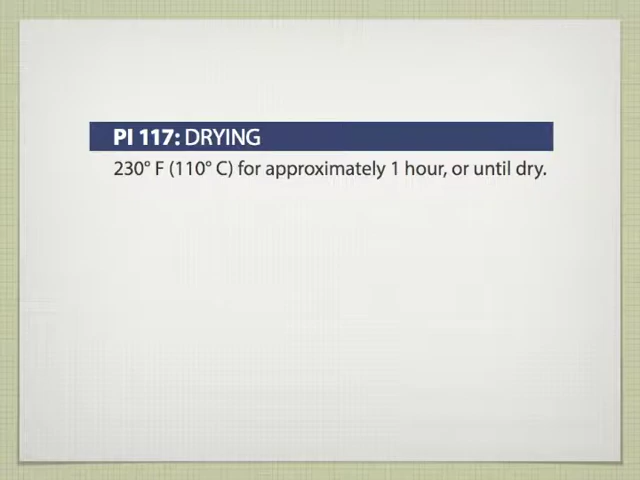 PI 117: DRYING
230° F (110° C) for approximately 1 hour, or until dry.